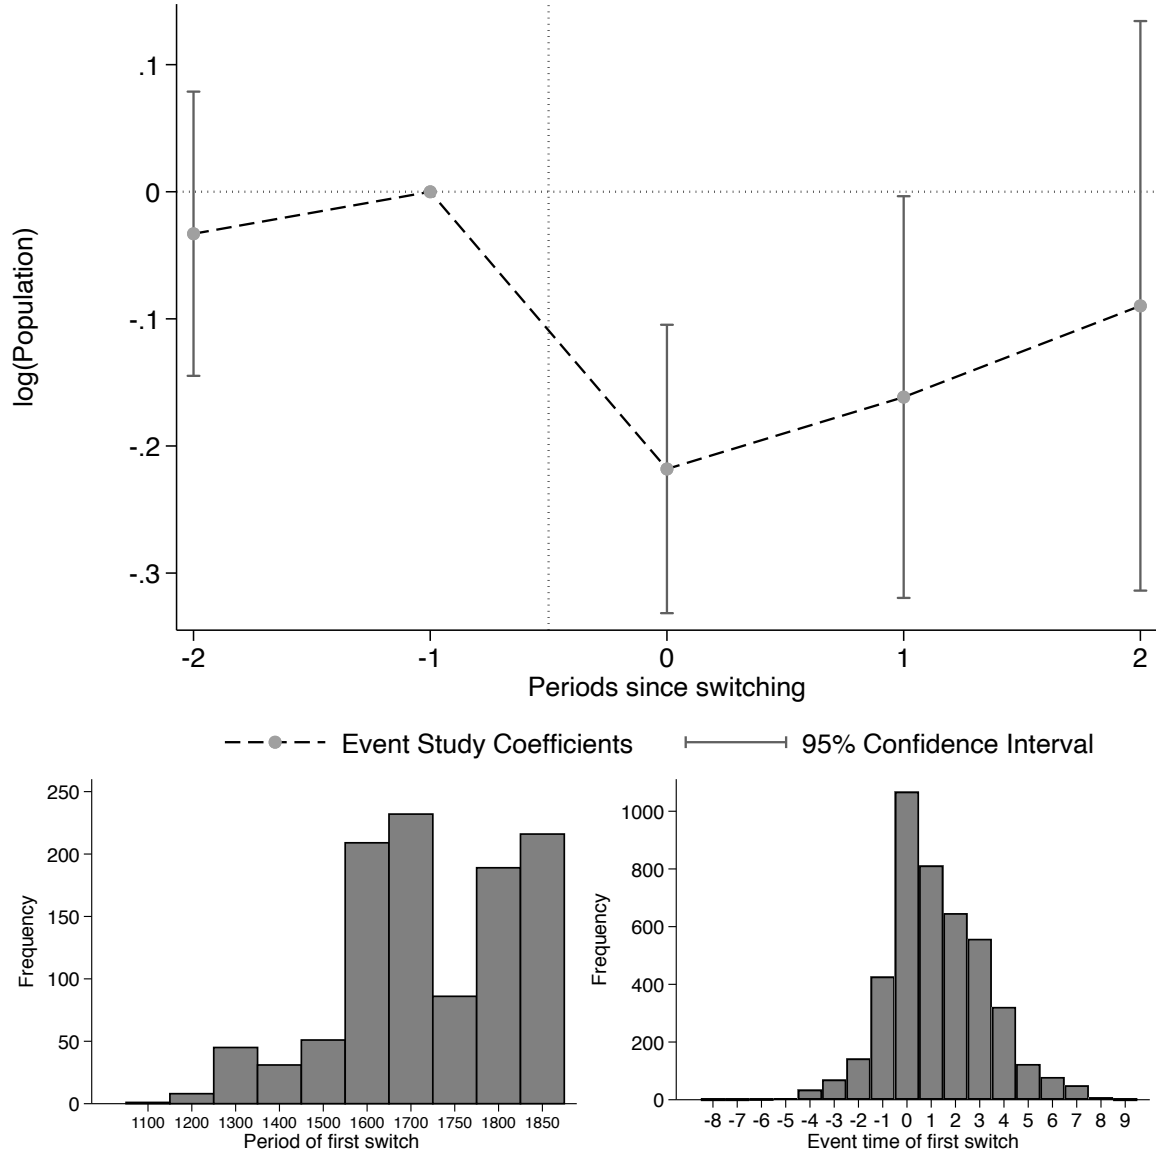 .1
0
-.1
-.2
-.3
log(Population)
-2 -1 0 1 2
Periods since switching
Event Study Coefficients 95% Confidence Interval
250
200
150
100
50
0
Frequency
1100 1200 1300 1400 1500 1600 1700 1750 1800 1850
Period of first switch
1000
800
600
400
200
0
Frequency
-8 -7 -6 -5 -4 -3 -2 -1 0 1 2 3 4 5 6 7 8 9
Event time of first switch